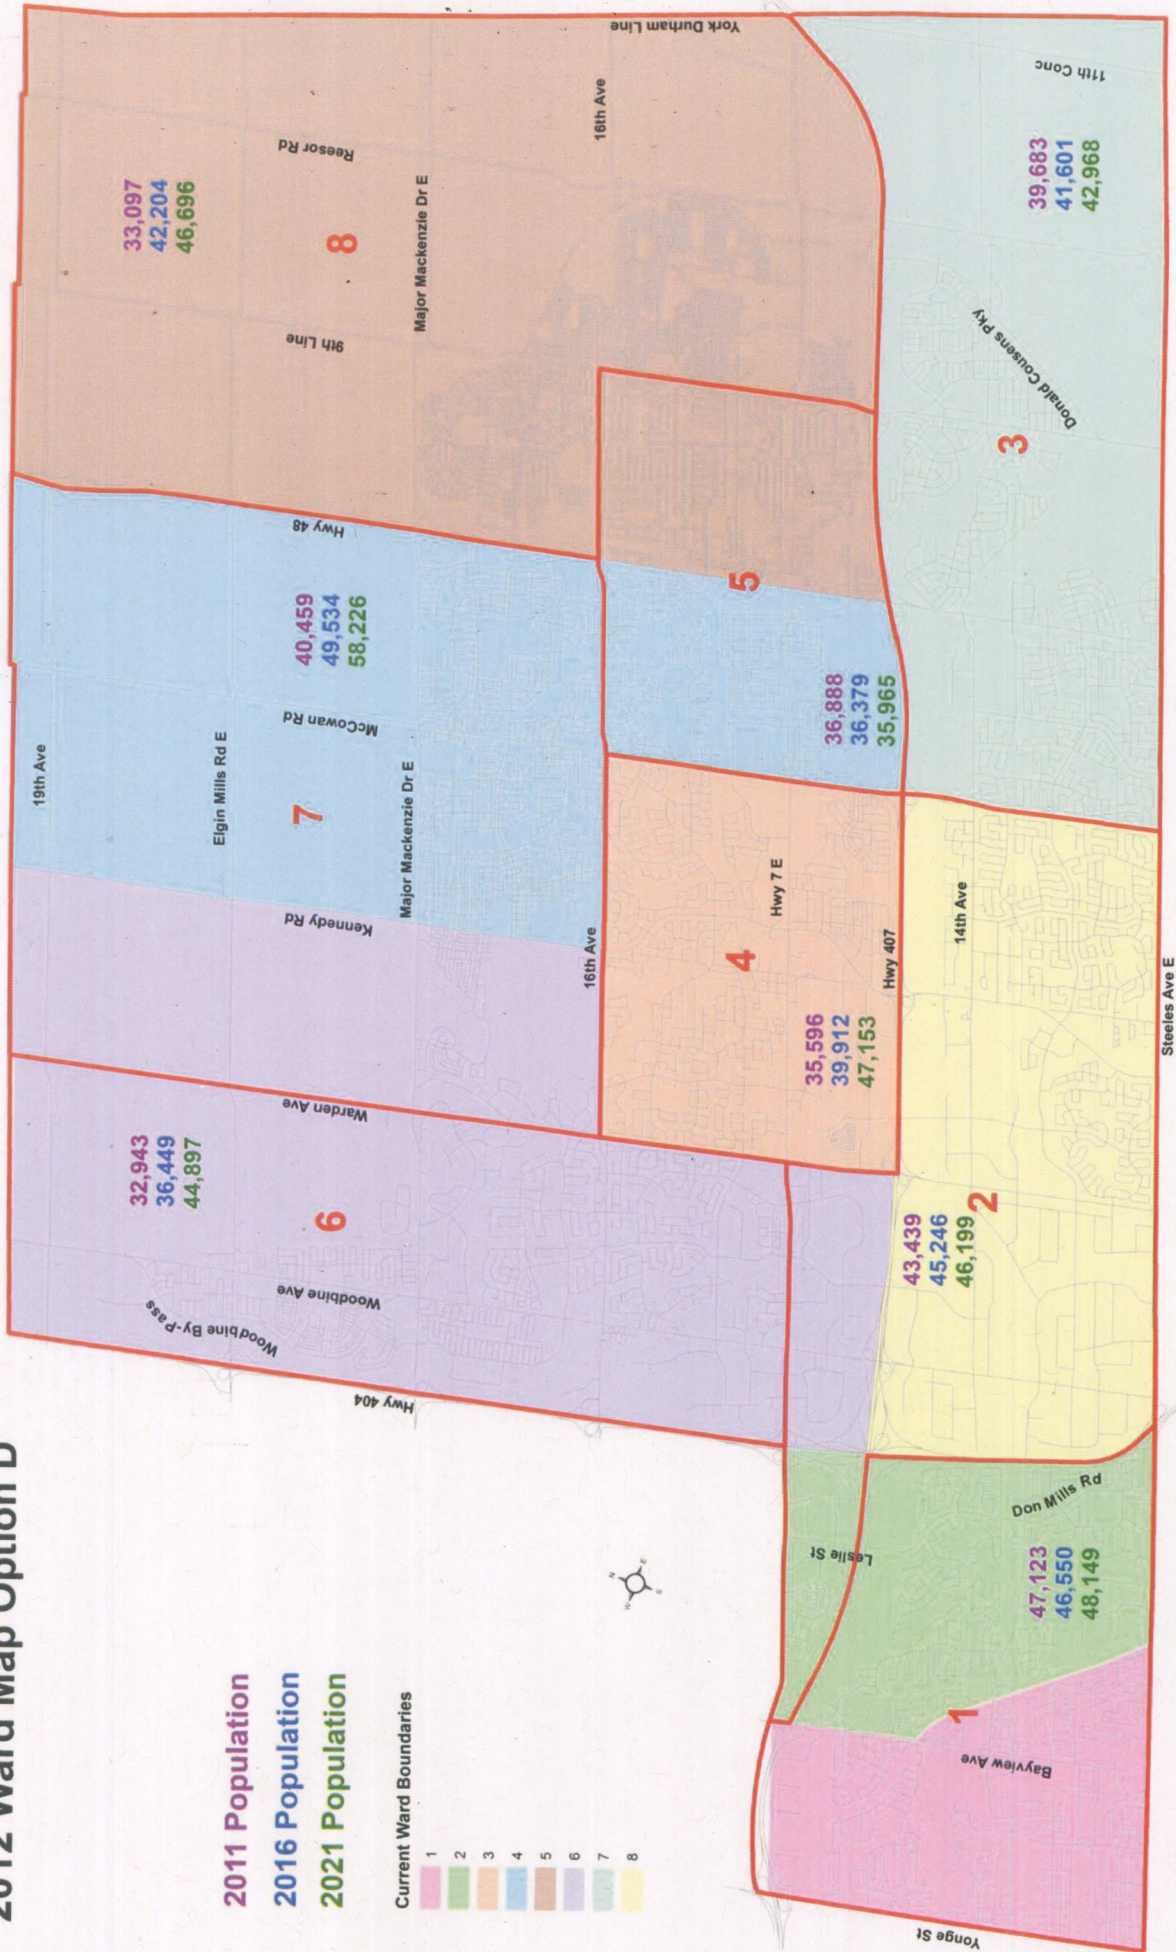 2012 Ward Map Option D
2011 Population
2016 Population
2021 Population
Current Ward Boundaries
1
2
3
4
5
6
7
8
19th Ave
Elgin Mills Rd E
Major Mackenzie Dr E
Major Mackenzie Dr E
16th Ave
16th Ave
Hwy 7 E
Hwy 407
14th Ave
Steeles Ave E
Yonge St
Bayview Ave
Leslie St
Don Mills Rd
Hwy 404
Woodbine By-Pass
Woodbine Ave
Warden Ave
Kennedy Rd
McCowan Rd
Hwy 48
9th Line
Reesor Rd
York Durham Line
11th Conc
Donald Cousens Pky
N
E
S
W
6
32,943
36,449
44,897
7
40,459
49,534
58,226
8
33,097
42,204
46,696
4
35,596
39,912
47,153
5
36,888
36,379
35,965
1
47,123
46,550
48,149
2
43,439
45,246
46,199
3
39,683
41,601
42,968